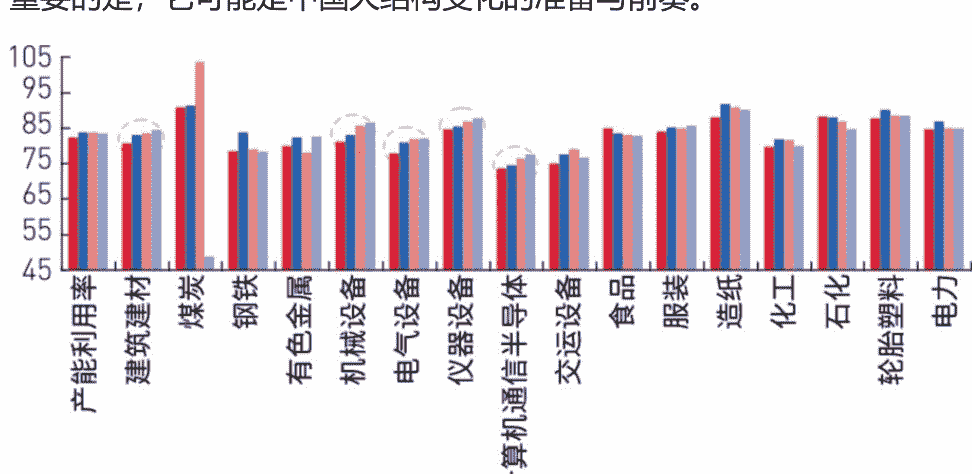 重要的是，它可能是中国大结构变化的准备与前奏。
105
95
85
75
65
55
45
产能利用率
建筑建材
煤炭
钢铁
有色金属
机械设备
电气设备
仪器设备
算机通信半导体
交运设备
食品
服装
造纸
化工
石化
轮胎塑料
电力